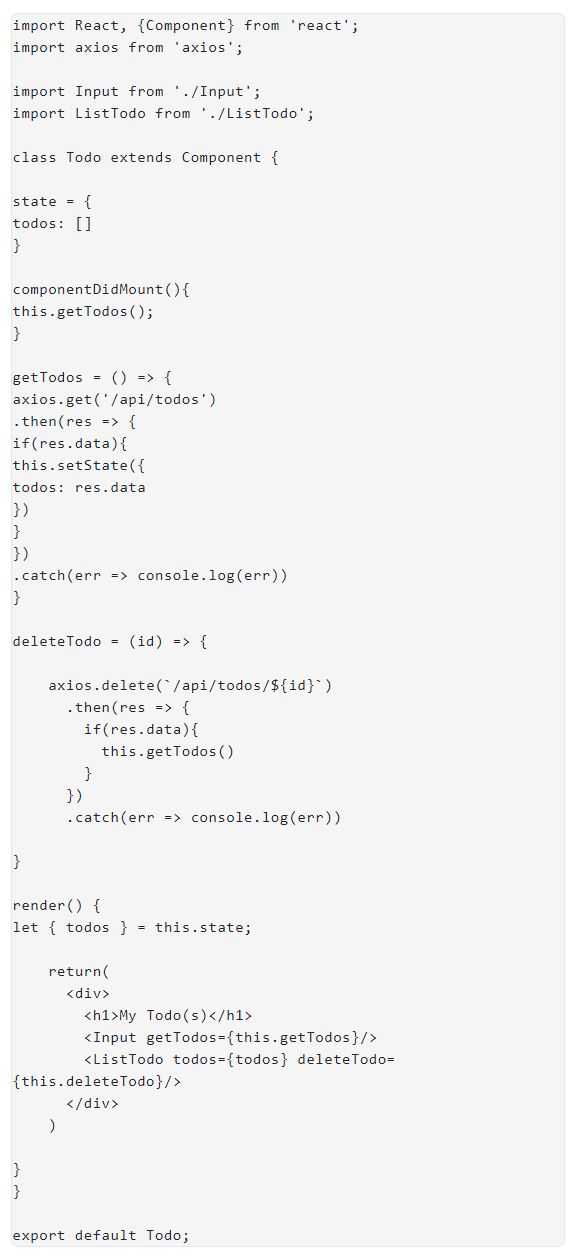 import React, {Component} from 'react';
import axios from 'axios';

import Input from './Input';
import ListTodo from './ListTodo';

class Todo extends Component {

state = {
todos: []
}

componentDidMount(){
this.getTodos();
}

getTodos = () => {
axios.get('/api/todos')
.then(res => {
if(res.data){
this.setState({
todos: res.data
})
}
})
.catch(err => console.log(err))
}

deleteTodo = (id) => {

    axios.delete(`/api/todos/${id}`)
      .then(res => {
        if(res.data){
          this.getTodos()
        }
      })
      .catch(err => console.log(err))

}

render() {
let { todos } = this.state;

    return(
      <div>
        <h1>My Todo(s)</h1>
        <Input getTodos={this.getTodos}/>
        <ListTodo todos={todos} deleteTodo=
{this.deleteTodo}/>
      </div>
    )

}
}

export default Todo;